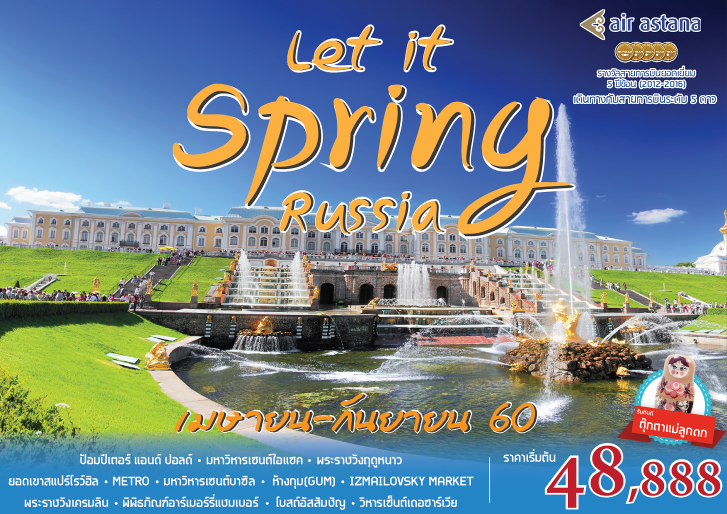 Let it
Spring
Russia
air astana
รางวัลสายการบินยอดเยี่ยม
5 ปีซ้อน (2012-2016)
เดินทางกับสายการบินระดับ 5 ดาว
เมษายน-กันยายน 60
รับทันที
ตุ๊กตาแม่ลูกดก
ป้อมปีเตอร์ แอนด์ ปอลด์ • มหาวิหารเซนต์ไอแซค • พระราชวังฤดูหนาว
ยอดเขาสแปร์โรว์ฮิล • METRO • มหาวิหารเซนต์บาซิล • ห้างกุม(GUM) • IZMAILOVSKY MARKET
พระราชวังเครมลิน • พิพิธภัณฑ์อาร์เมอร์รี่แชมเบอร์ • โบสถ์อัสสัมชัญ • วิหารเซ็นต์เดอซาร์เวีย
ราคาเริ่มต้น
48,888